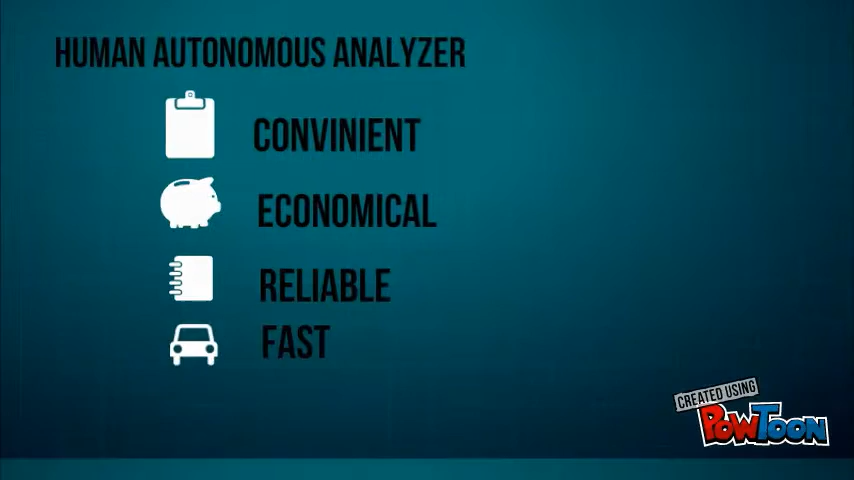 HUMAN AUTONOMOUS ANALYZER
CONVINIENT
ECONOMICAL
RELIABLE
FAST
CREATED USING
POWTOON